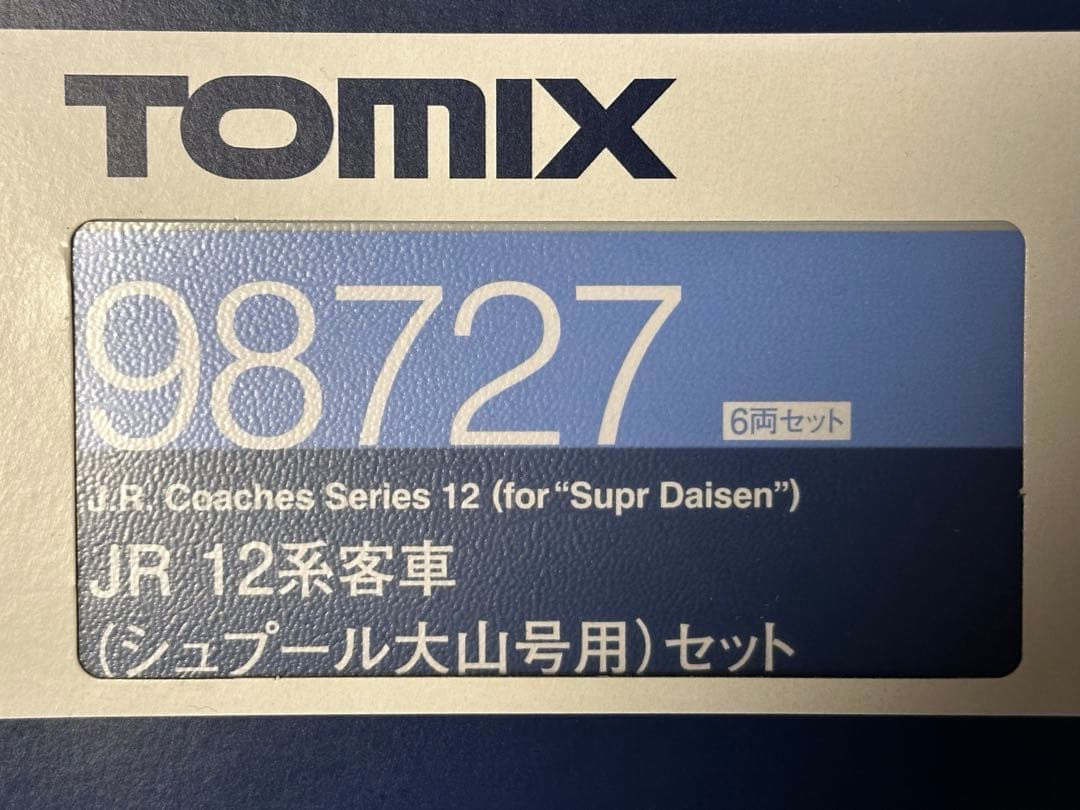 TOMIX
98727 6両セット
J.R. Coaches Series 12 (for “Supr Daisen”)
JR 12系客車
(シュプール大山号用)セット